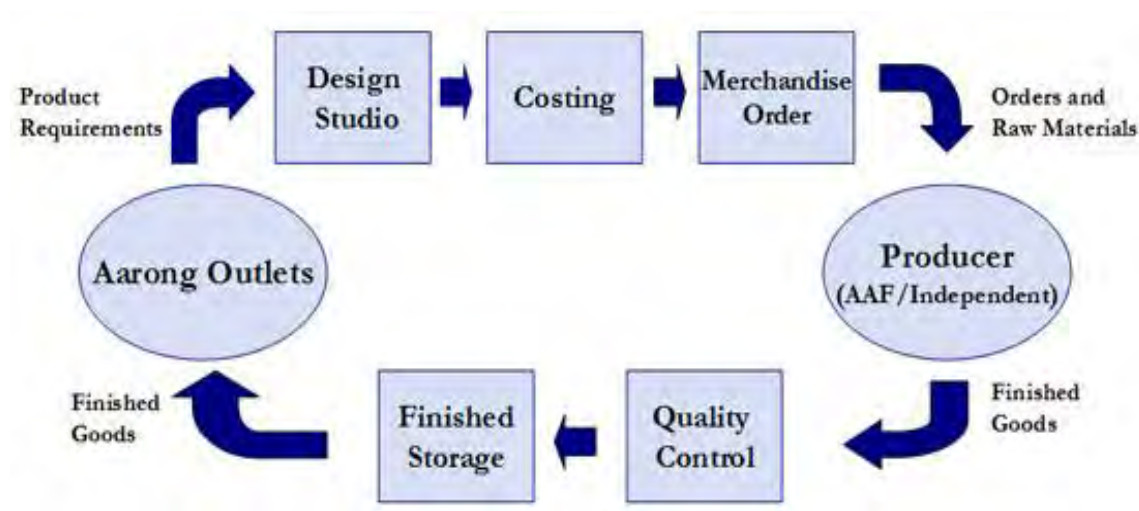 Product
Requirements
Design
Studio
Costing
Merchandise
Order
Orders and
Raw Materials
Aarong Outlets
Producer
(AAF/Independent)
Finished
Goods
Finished
Storage
Quality
Control
Finished
Goods